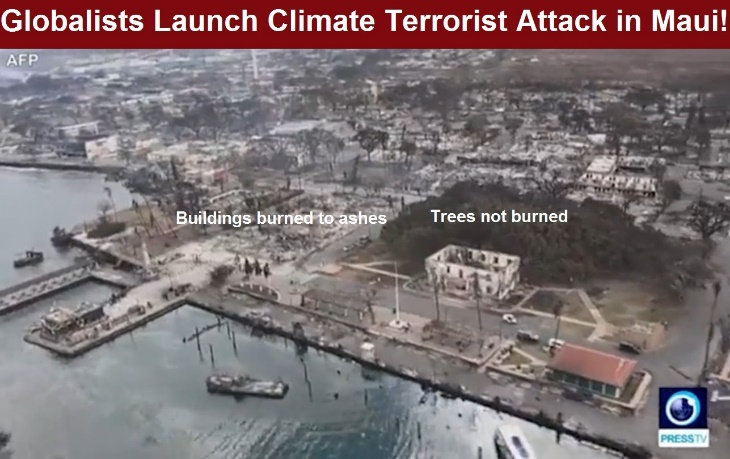 Globalists Launch Climate Terrorist Attack in Maui!
AFP
Buildings burned to ashes
Trees not burned
PRESSTV